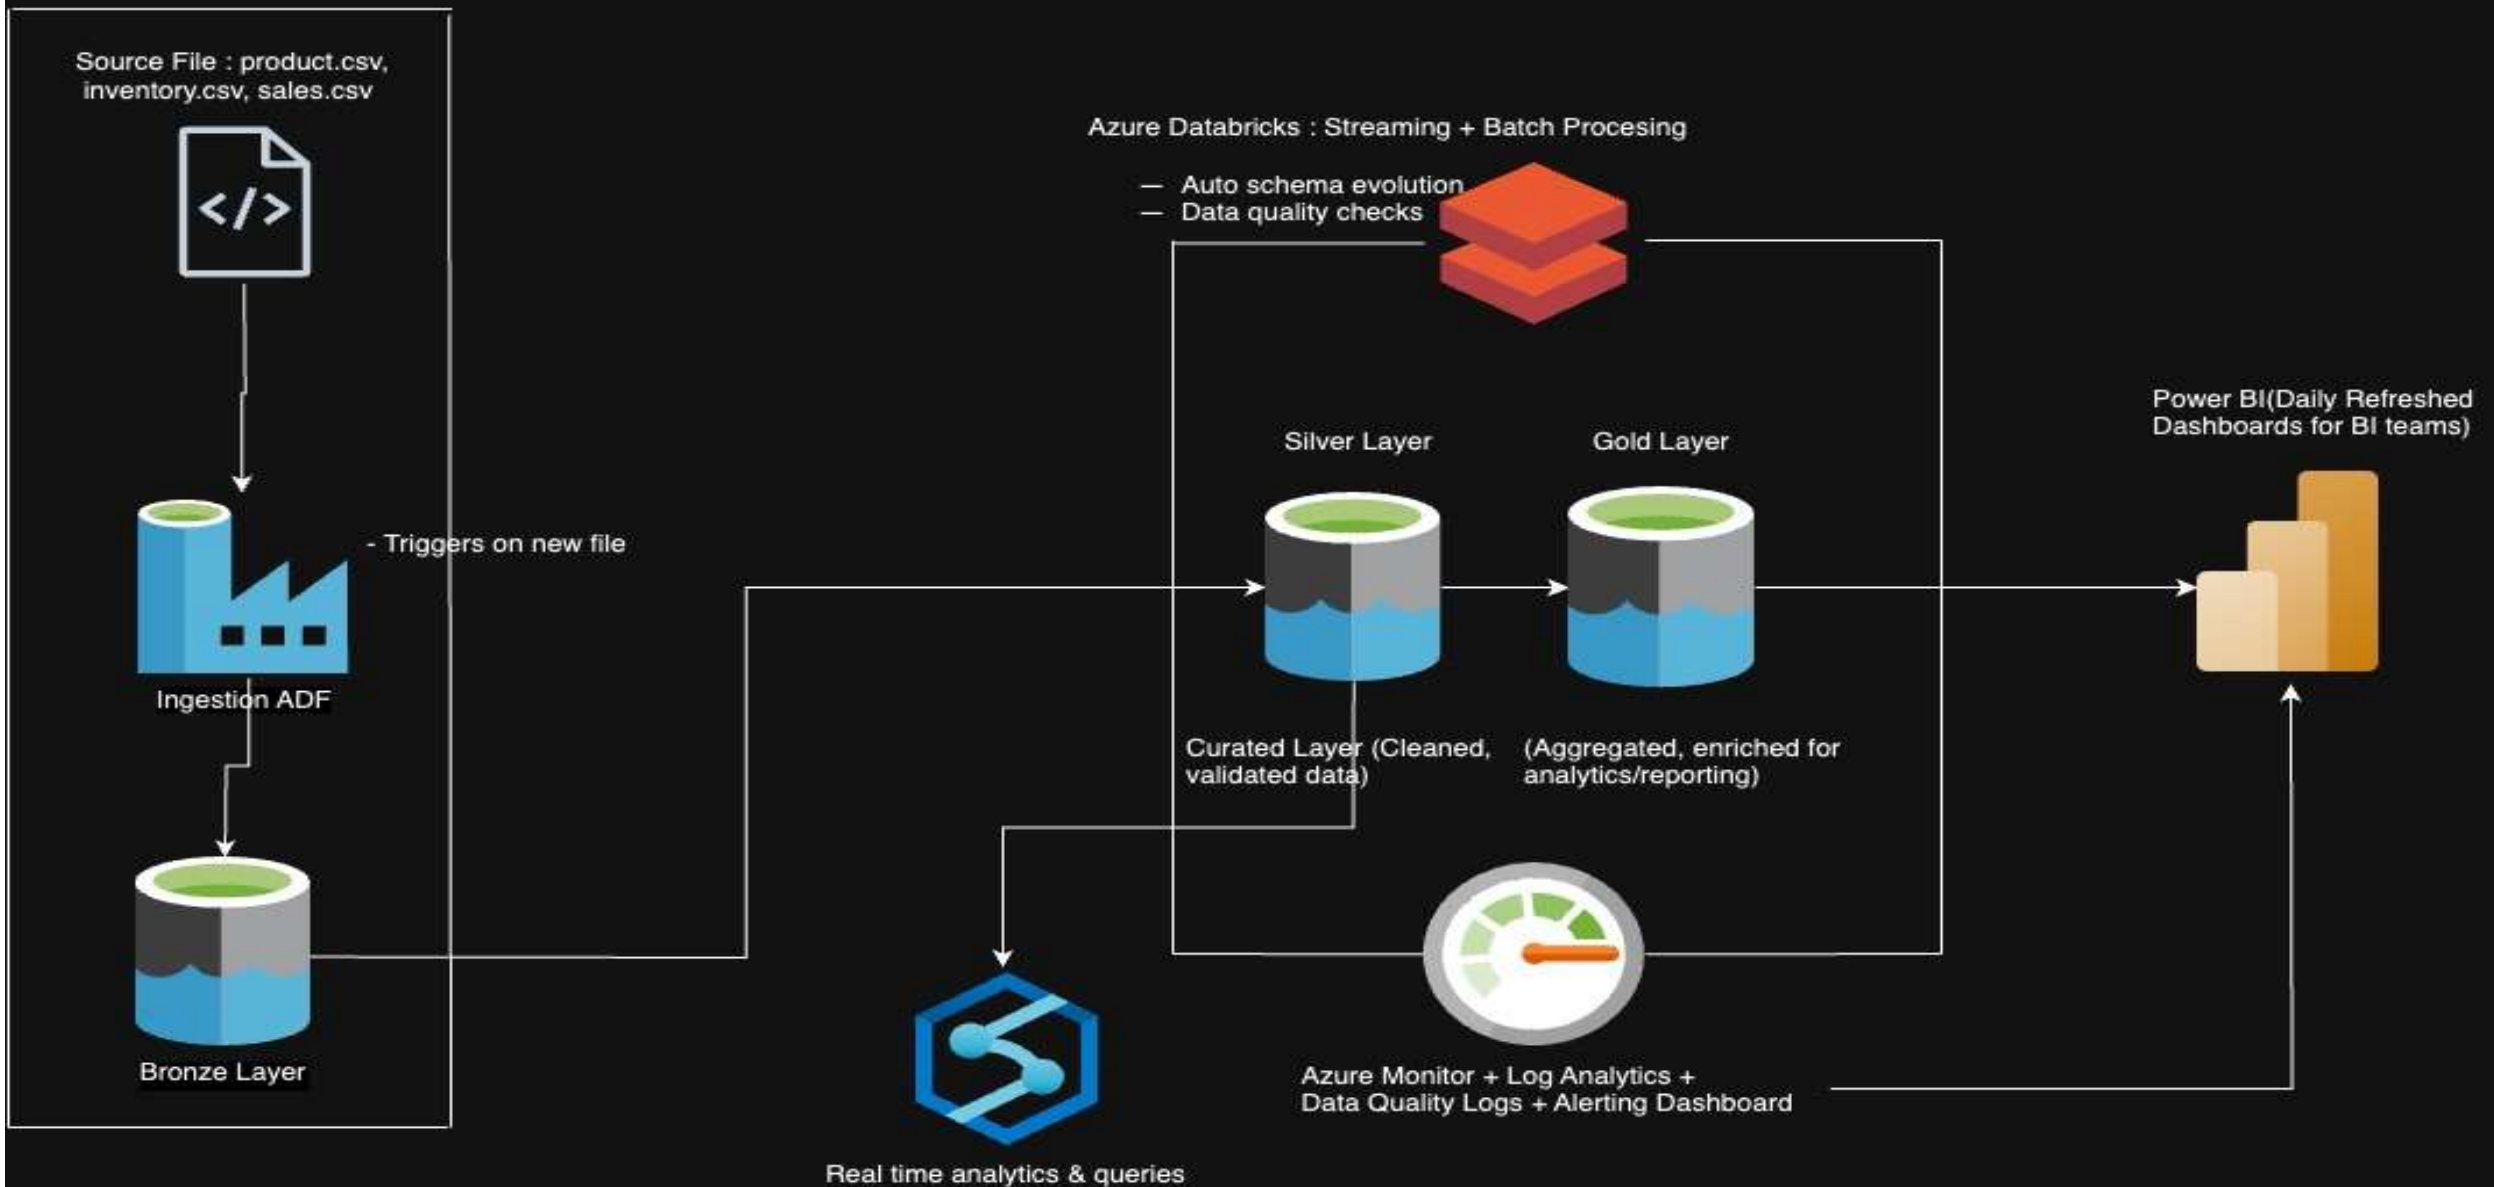 Source File : product.csv,
inventory.csv, sales.csv
- Triggers on new file
Ingestion ADF
Bronze Layer
Azure Databricks : Streaming + Batch Procesing
— Auto schema evolution
— Data quality checks
Silver Layer
Gold Layer
Curated Layer (Cleaned,
validated data)
(Aggregated, enriched for
analytics/reporting)
Power BI(Daily Refreshed
Dashboards for BI teams)
Azure Monitor + Log Analytics +
Data Quality Logs + Alerting Dashboard
Real time analytics & queries